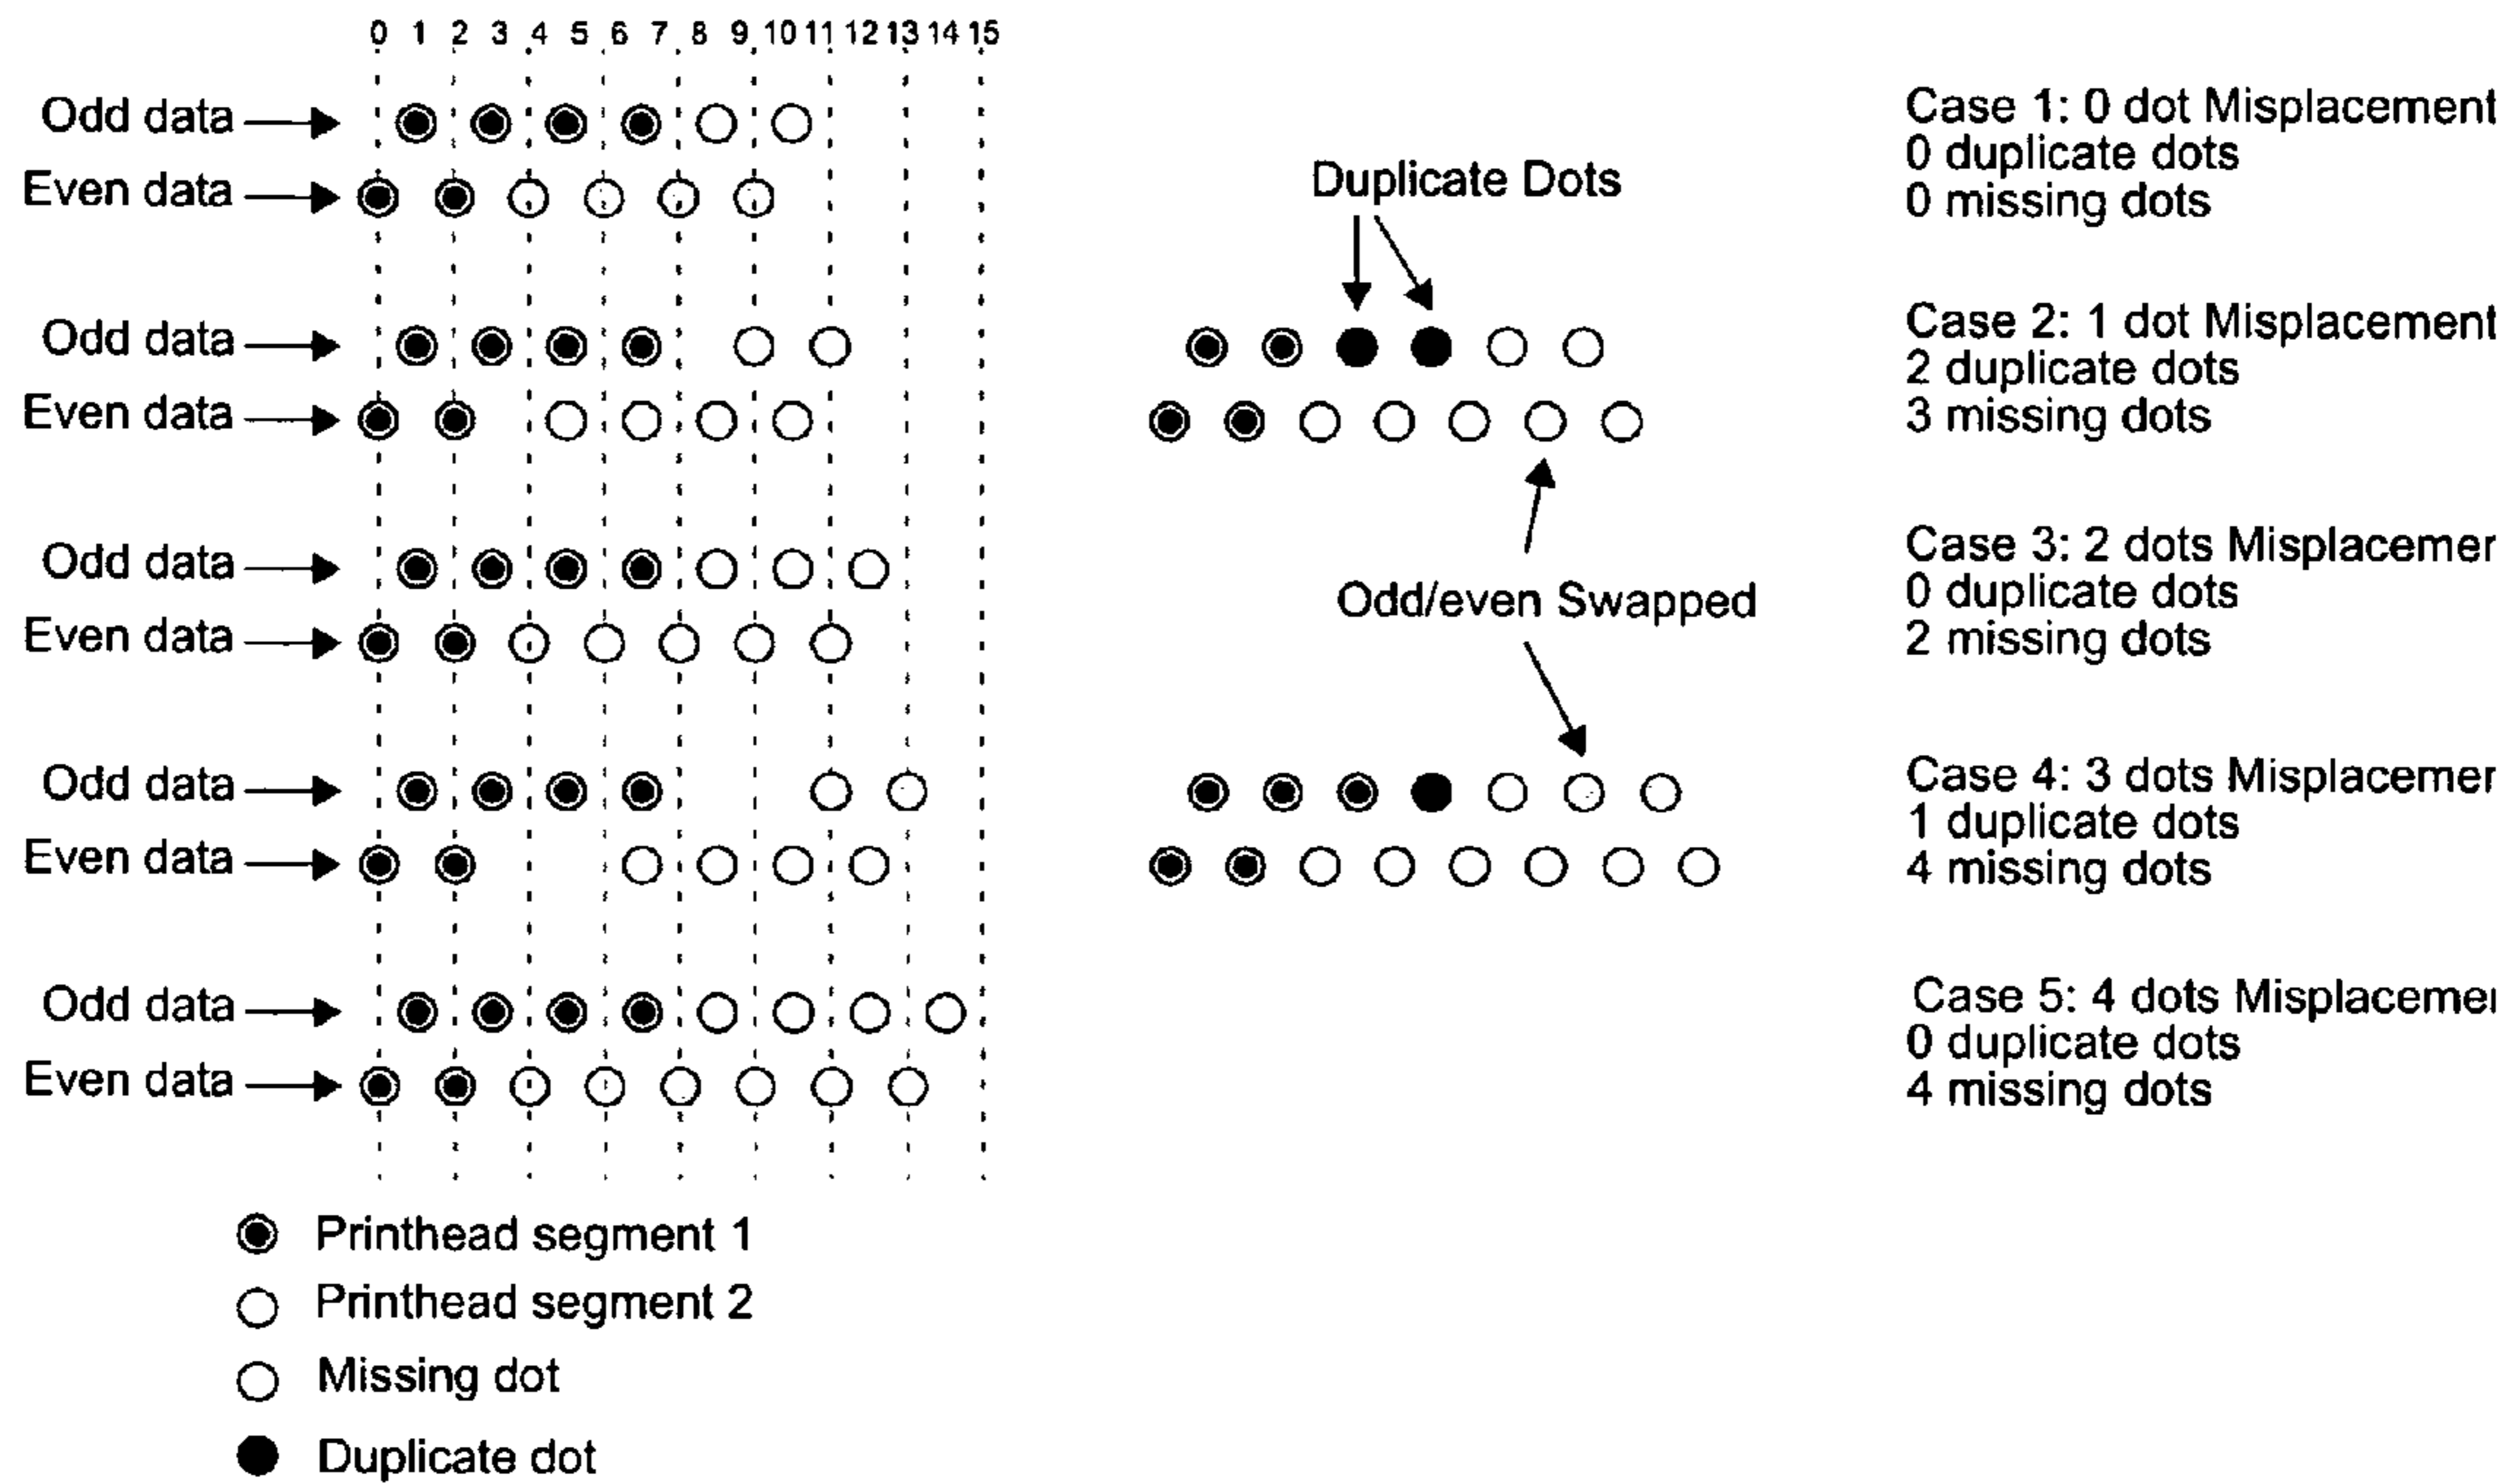 0 1 2 3 4 5 6 7 8 9 10 11 12 13 14 15
Odd data
Even data
Duplicate Dots
Case 1: 0 dot Misplacement
0 duplicate dots
0 missing dots
Odd data
Even data
Case 2: 1 dot Misplacement
2 duplicate dots
3 missing dots
Odd data
Even data
Odd/even Swapped
Case 3: 2 dots Misplacemer
0 duplicate dots
2 missing dots
Odd data
Even data
Case 4: 3 dots Misplacemer
1 duplicate dots
4 missing dots
Odd data
Even data
Case 5: 4 dots Misplacemei
0 duplicate dots
4 missing dots
Printhead segment 1
Printhead segment 2
Missing dot
Duplicate dot